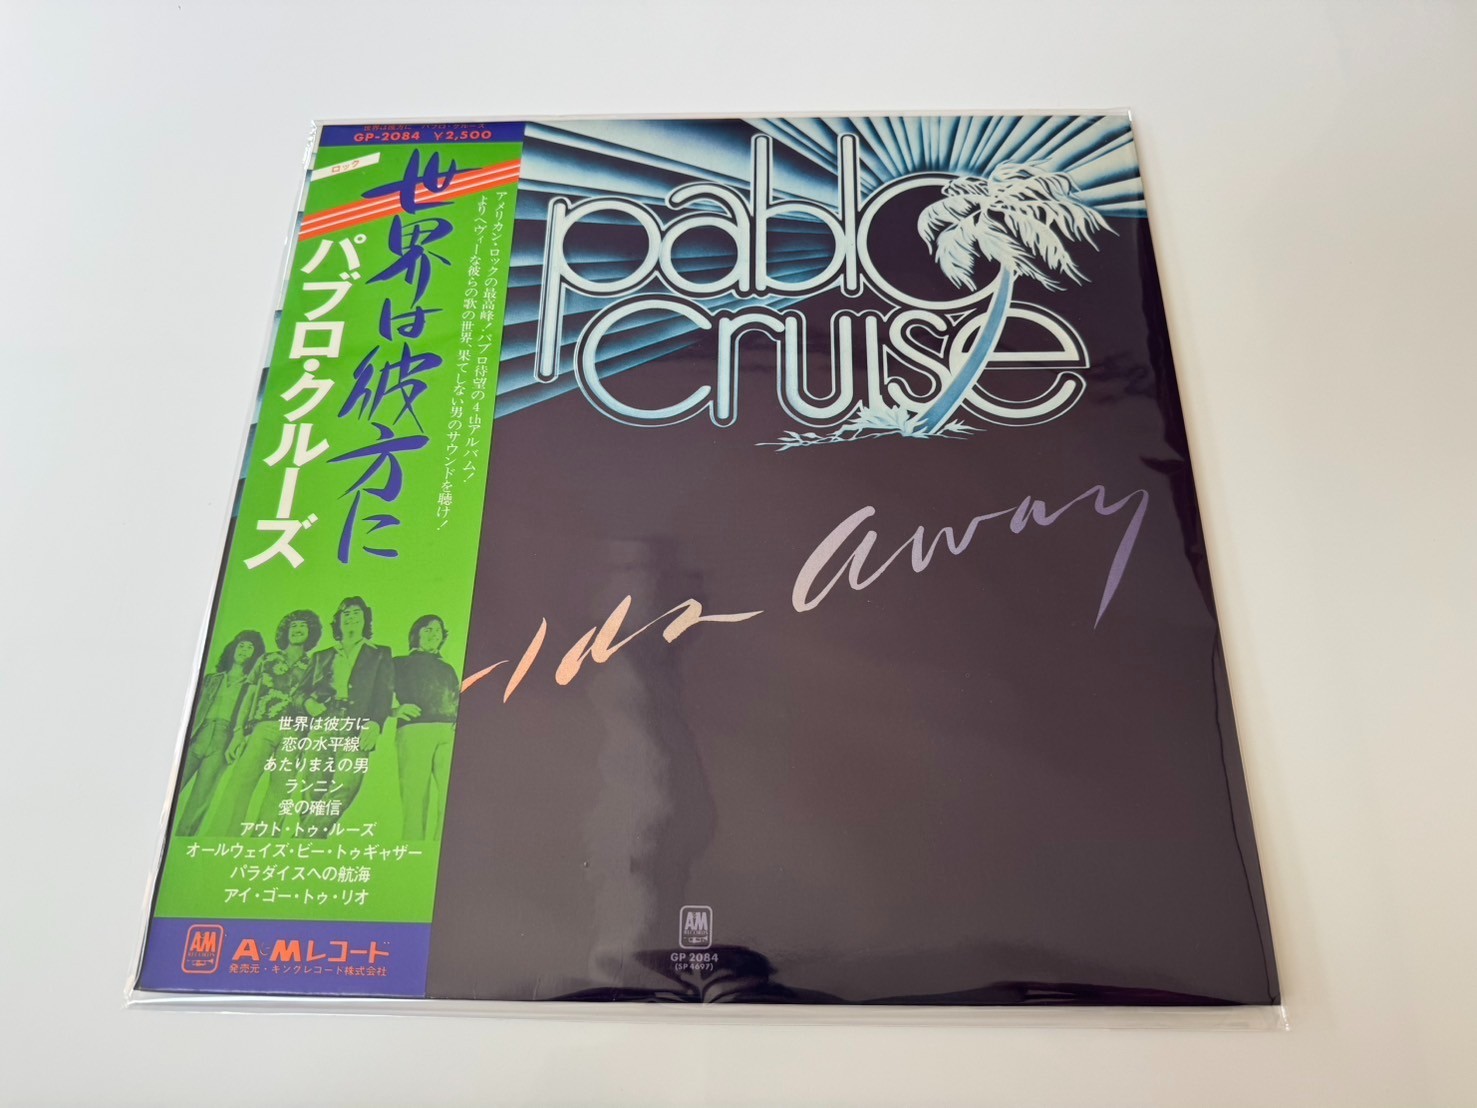 世界は彼方に パブロ・クルーズ
GP-2084 ¥2,500
ロック
世界は彼方に
パブロ・クルーズ
アメリカン・ロックの最高峰！パブロ待望の4thアルバム！
よりヘヴィーな彼らの歌の世界、果てしない男のサウンドを聴け！
世界は彼方に
恋の水平線
あたりまえの男
ランニン
愛の確信
アウト・トゥ・ルーズ
オールウェイズ・ビー・トゥギャザー
パラダイスへの航海
アイ・ゴー・トゥ・リオ
A&M
RECORDS
A&Mレコード
発売元・キングレコード株式会社
pablo
cruise
lds away
A&M
RECORDS
GP 2084
(SP 4697)